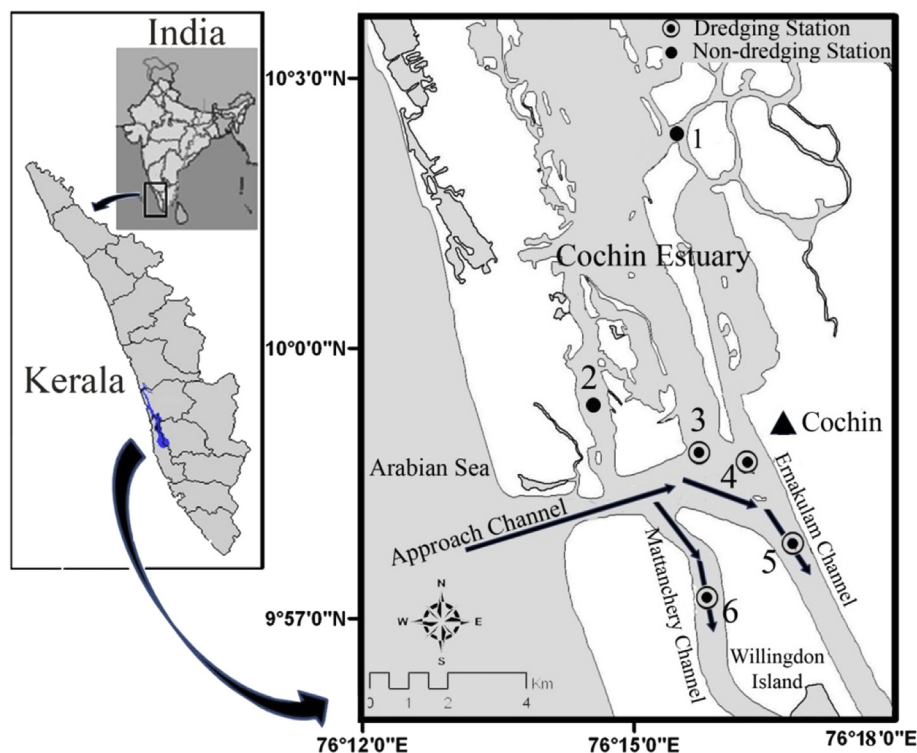 India
Kerala
Dredging Station
Non-dredging Station
10°3'0"N
1
Cochin Estuary
10°0'0"N
2
3
Cochin
4
Arabian Sea
Approach Channel
Ernakulam Channel
5
Mattanchery Channel
6
9°57'0"N
N
W
E
S
Willingdon
Island
Km
0 1 2 4
76°12'0"E
76°15'0"E
76°18'0"E